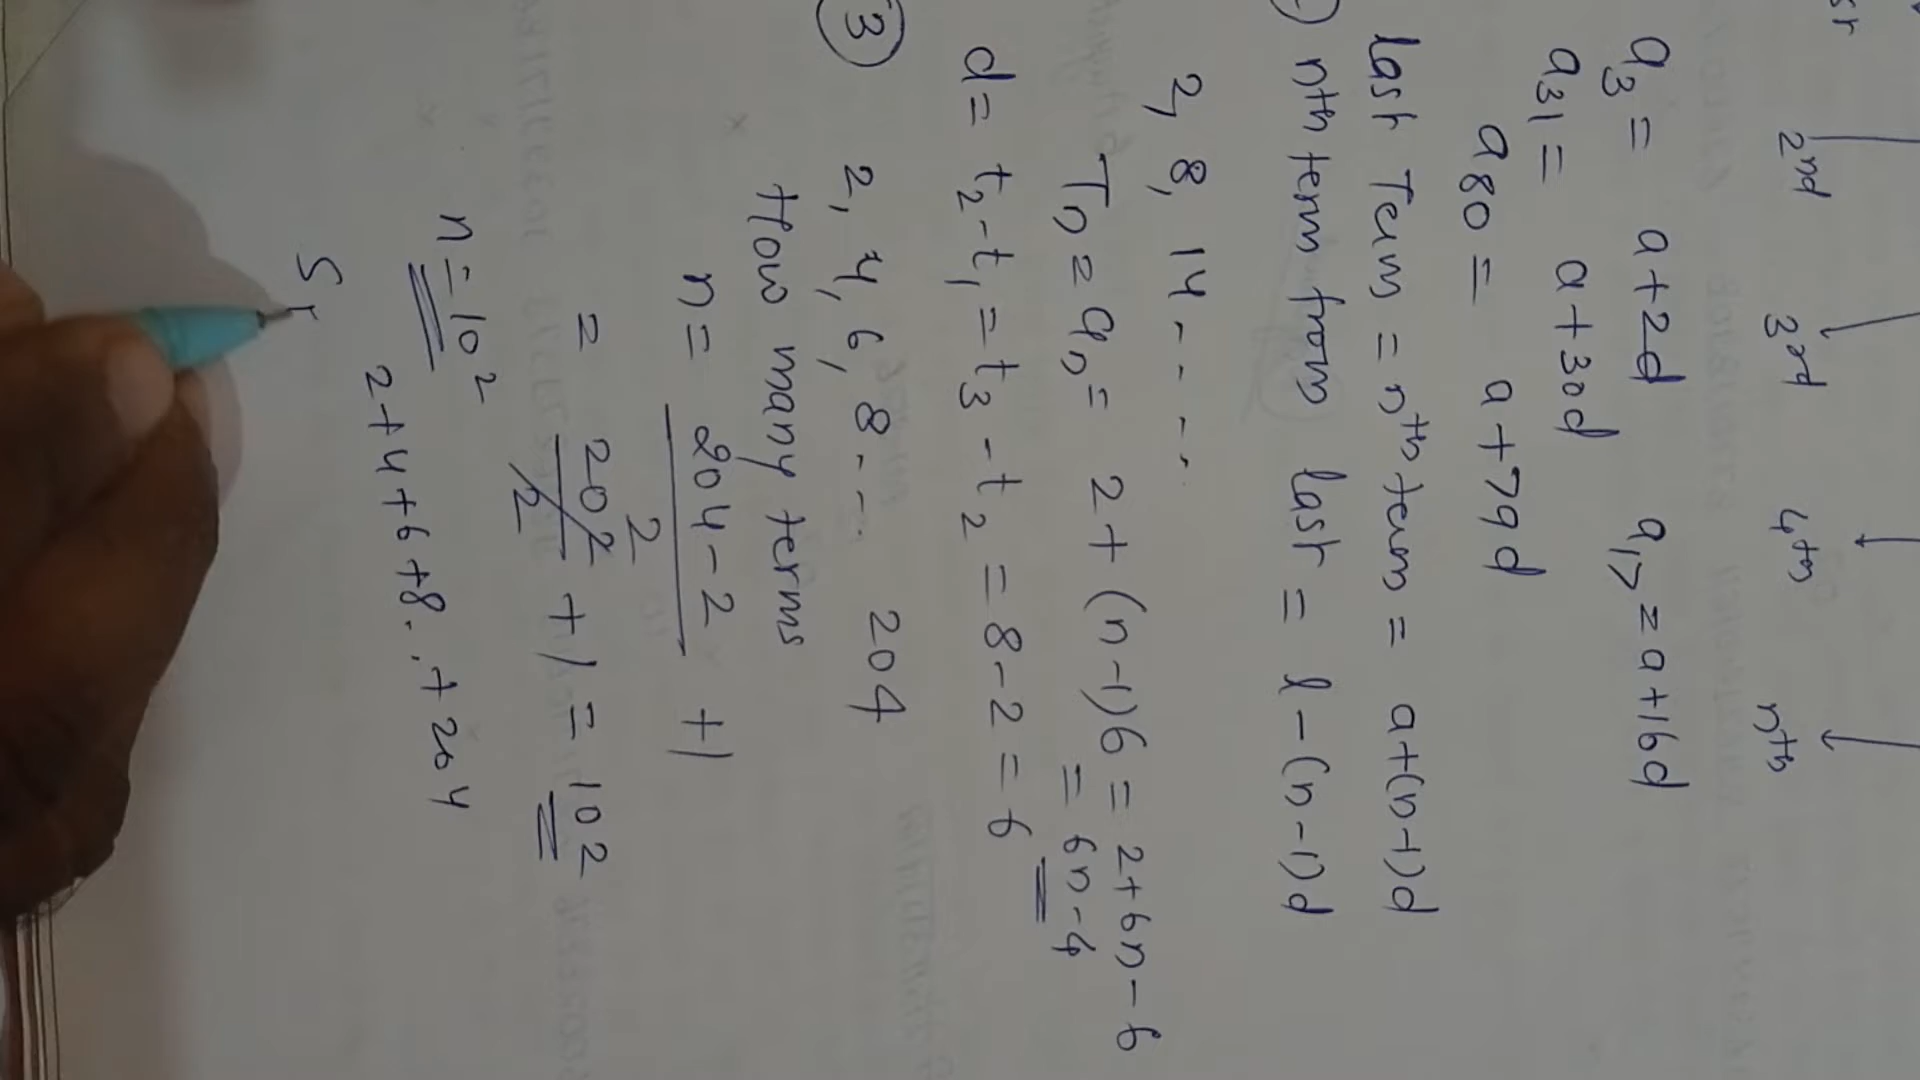 2nd 3rd 4th nth
a3 = a+2d a17 = a+16d
a31 = a+30d
a80 = a+79d
last Term = nth term = a+(n-1)d
nth term from last = l-(n-1)d
2, 8, 14 - - - -
Tn = an = 2+(n-1)6 = 2+6n-6
= 6n-4
d= t2-t1 = t3-t2 = 8-2 = 6
3
2, 4, 6, 8 - - - 204
How many terms
n = 204-2 / 2 +1
= 202 / 2 +1 = 102
n=102
2+4+6+8. . +204
S